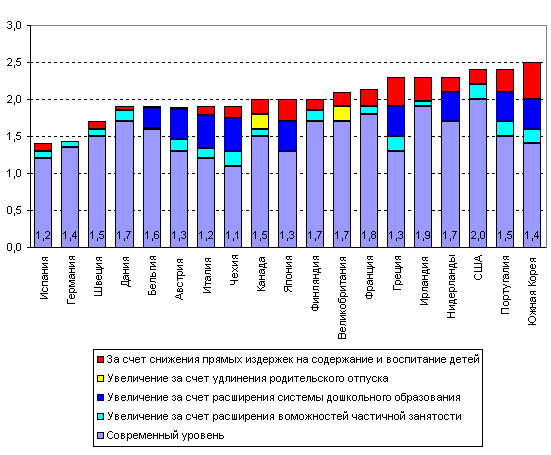 3,0
2,5
2,0
1,5
1,0
0,5
0,0
1,2 1,4 1,5 1,7 1,6 1,3 1,2 1,1 1,5 1,3 1,7 1,7 1,8 1,3 1,9 1,7 2,0 1,5 1,4
Испания
Германия
Швеция
Дания
Бельгия
Австрия
Италия
Чехия
Канада
Япония
Финляндия
Великобритания
Франция
Греция
Ирландия
Нидерланды
США
Португалия
Южная Корея
За счет снижения прямых издержек на содержание и воспитание детей
Увеличение за счет удлинения родительского отпуска
Увеличение за счет расширения системы дошкольного образования
Увеличение за счет расширения воможностей частичной занятости
Современный уровень